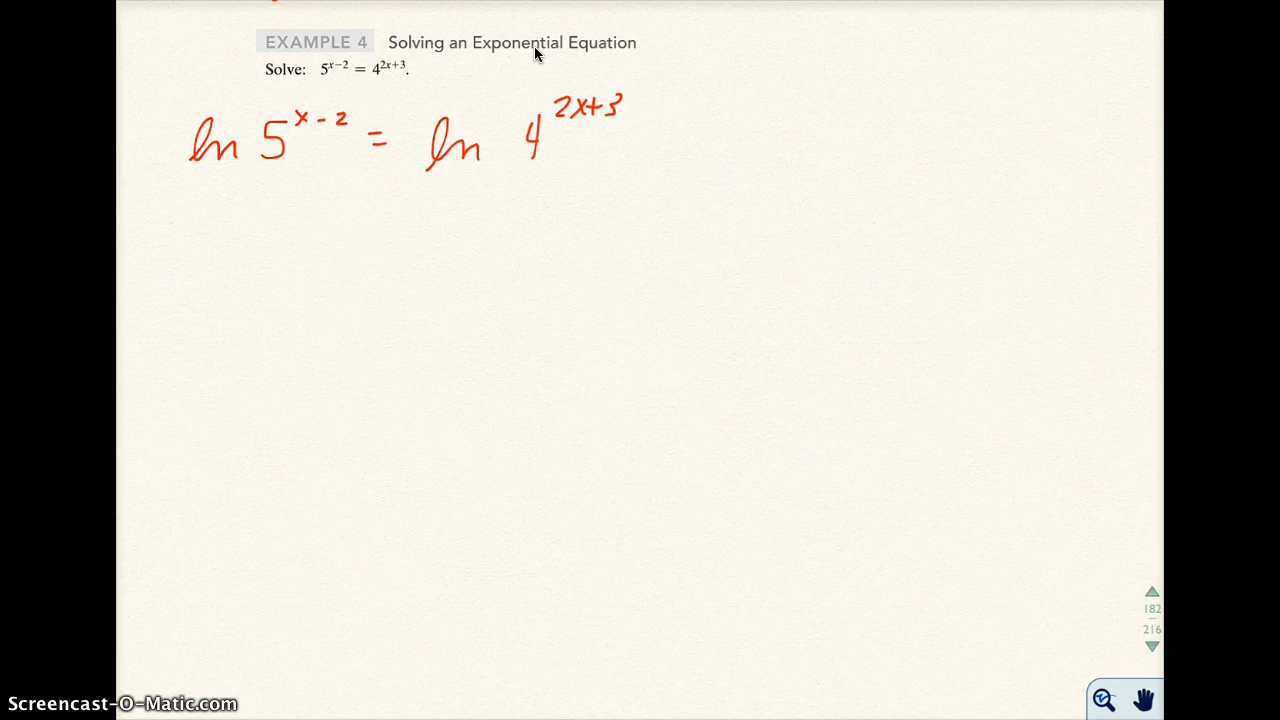 EXAMPLE 4 Solving an Exponential Equation
Solve: 5^{x−2} = 4^{2x+3}.
ln 5^{x-2} = ln 4^{2x+3}
182
216
Screencast-O-Matic.com